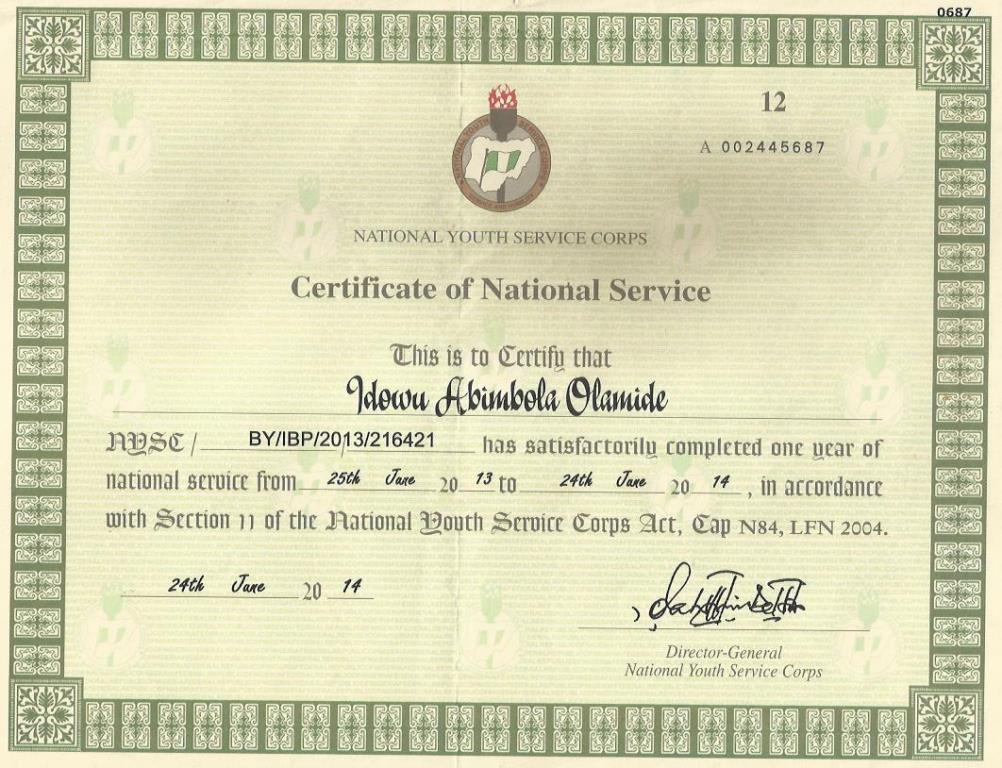 0687
12
A 002445687
NATIONAL YOUTH SERVICE CORPS
Certificate of National Service
This is to Certify that
Idowu Abimbola Olamide
NYSC / BY/IBP/2013/216421 has satisfactorily completed one year of
national service from 25th June 20 13 to 24th June 20 14 , in accordance
with Section 11 of the National Youth Service Corps Act, Cap N84, LFN 2004.
24th June 20 14
Director-General
National Youth Service Corps